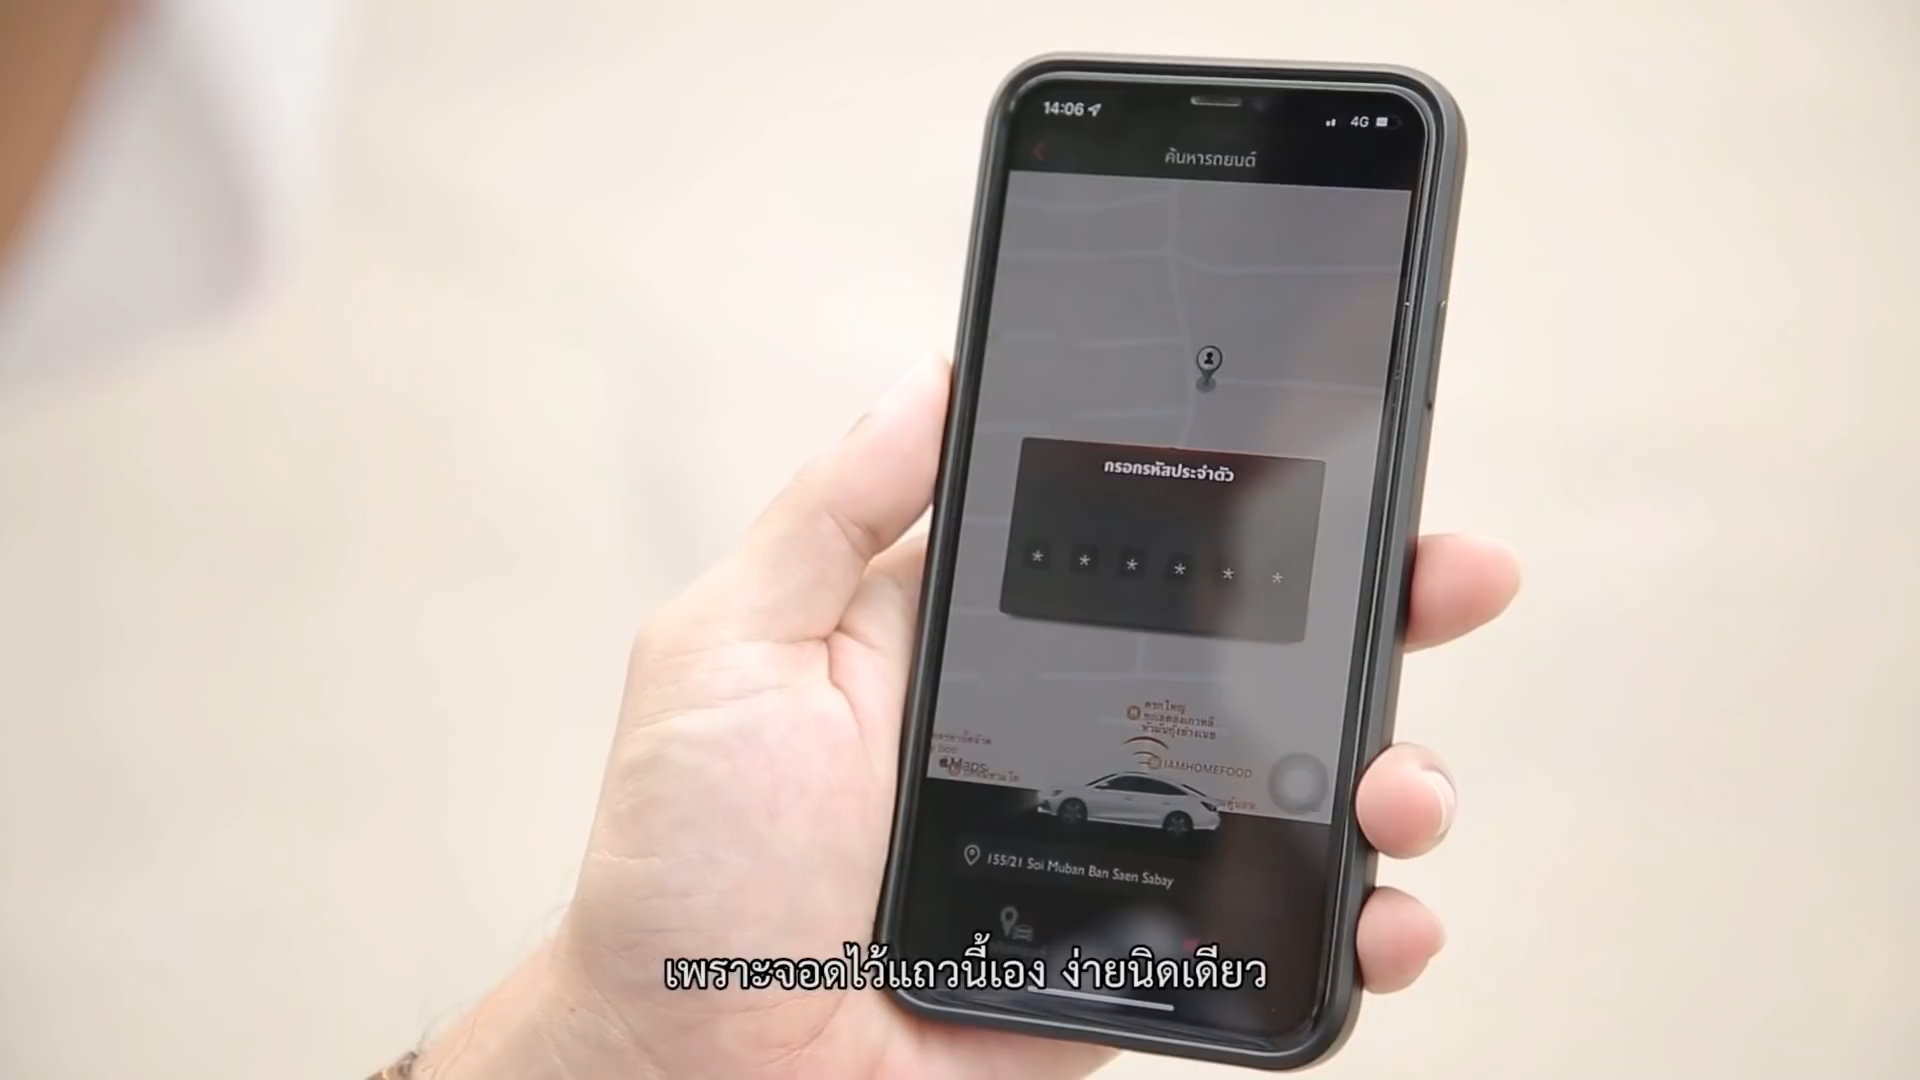 14:06
4G
ค้นหารถยนต์
กรอกรหัสประจำตัว
* * * * * *
Maps
IAMHOMEFOOD
155/21 Soi Muban Ban Saen Sabay
เพราะจอดไว้แถวนี้เอง ง่ายนิดเดียว